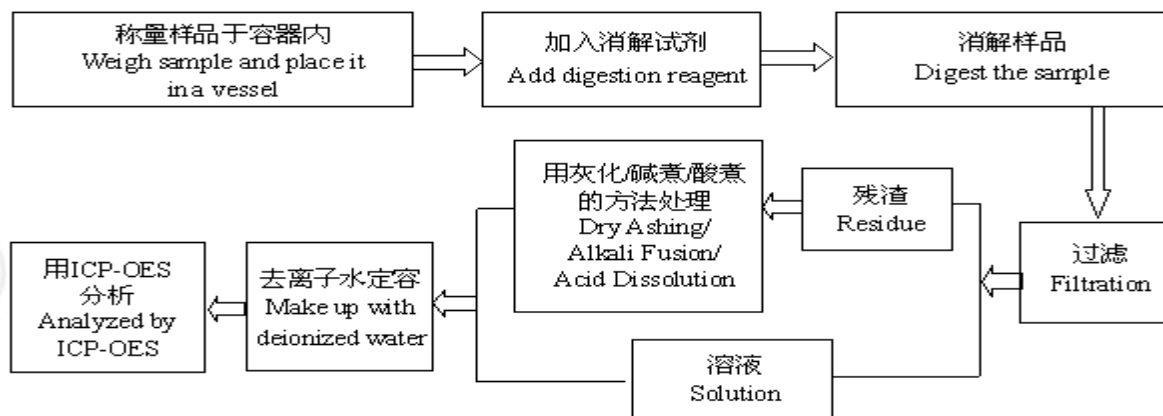 称量样品于容器内
Weigh sample and place it
in a vessel
加入消解试剂
Add digestion reagent
消解样品
Digest the sample
过滤
Filtration
残渣
Residue
用灰化/碱煮/酸煮
的方法处理
Dry Ashing/
Alkali Fusion/
Acid Dissolution
溶液
Solution
去离子水定容
Make up with
deionized water
用ICP-OES
分析
Analyzed by
ICP-OES